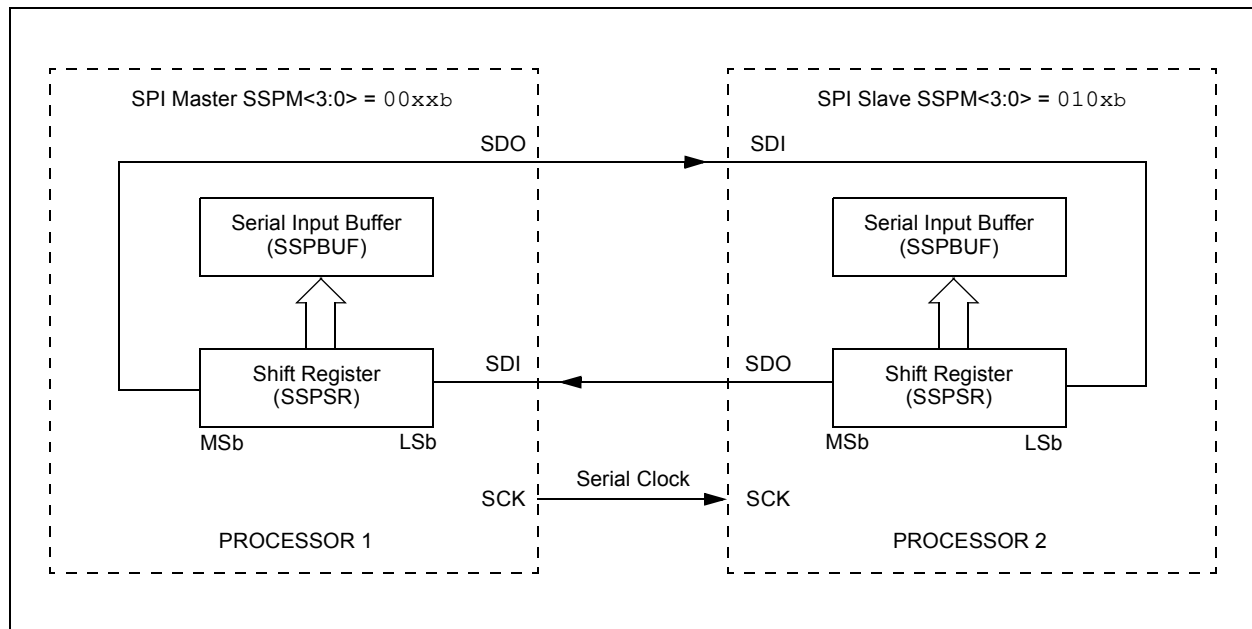 SPI Master SSPM<3:0> = 00xxb
SPI Slave SSPM<3:0> = 010xb
SDO
SDI
Serial Input Buffer
(SSPBUF)
Serial Input Buffer
(SSPBUF)
Shift Register
(SSPSR)
MSb
LSb
SDI
SDO
Shift Register
(SSPSR)
MSb
LSb
Serial Clock
SCK
SCK
PROCESSOR 1
PROCESSOR 2